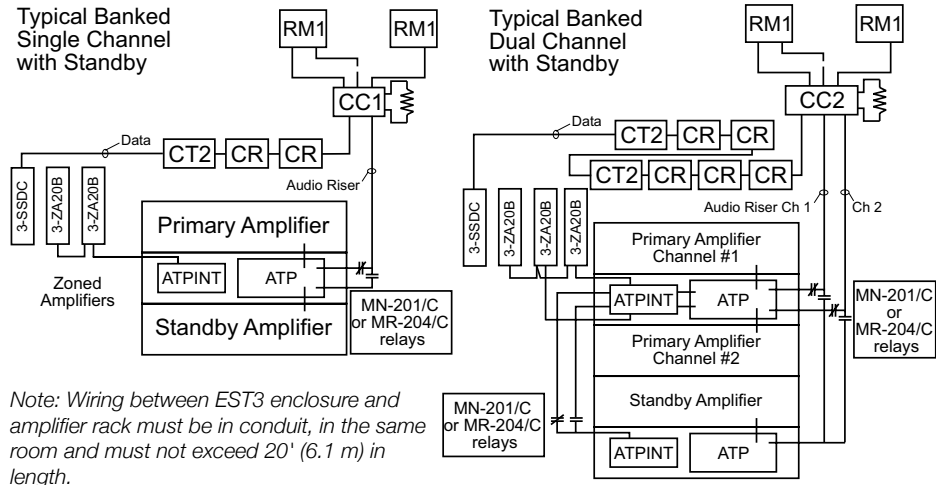 Typical Banked
Single Channel
with Standby
RM1
RM1
CC1
Data
CT2
CR
CR
Audio Riser
3-SSDC
3-ZA20B
3-ZA20B
Zoned
Amplifiers
Primary Amplifier
ATPINT
ATP
Standby Amplifier
MN-201/C
or MR-204/C
relays
Note: Wiring between EST3 enclosure and
amplifier rack must be in conduit, in the same
room and must not exceed 20' (6.1 m) in
length.
Typical Banked
Dual Channel
with Standby
RM1
RM1
CC2
Data
CT2
CR
CR
CT2
CR
CR
CR
Audio Riser Ch 1
Ch 2
3-SSDC
3-ZA20B
3-ZA20B
3-ZA20B
Primary Amplifier
Channel #1
ATPINT
ATP
MN-201/C
or
MR-204/C
relays
Primary Amplifier
Channel #2
Standby Amplifier
MN-201/C
or MR-204/C
relays
ATPINT
ATP